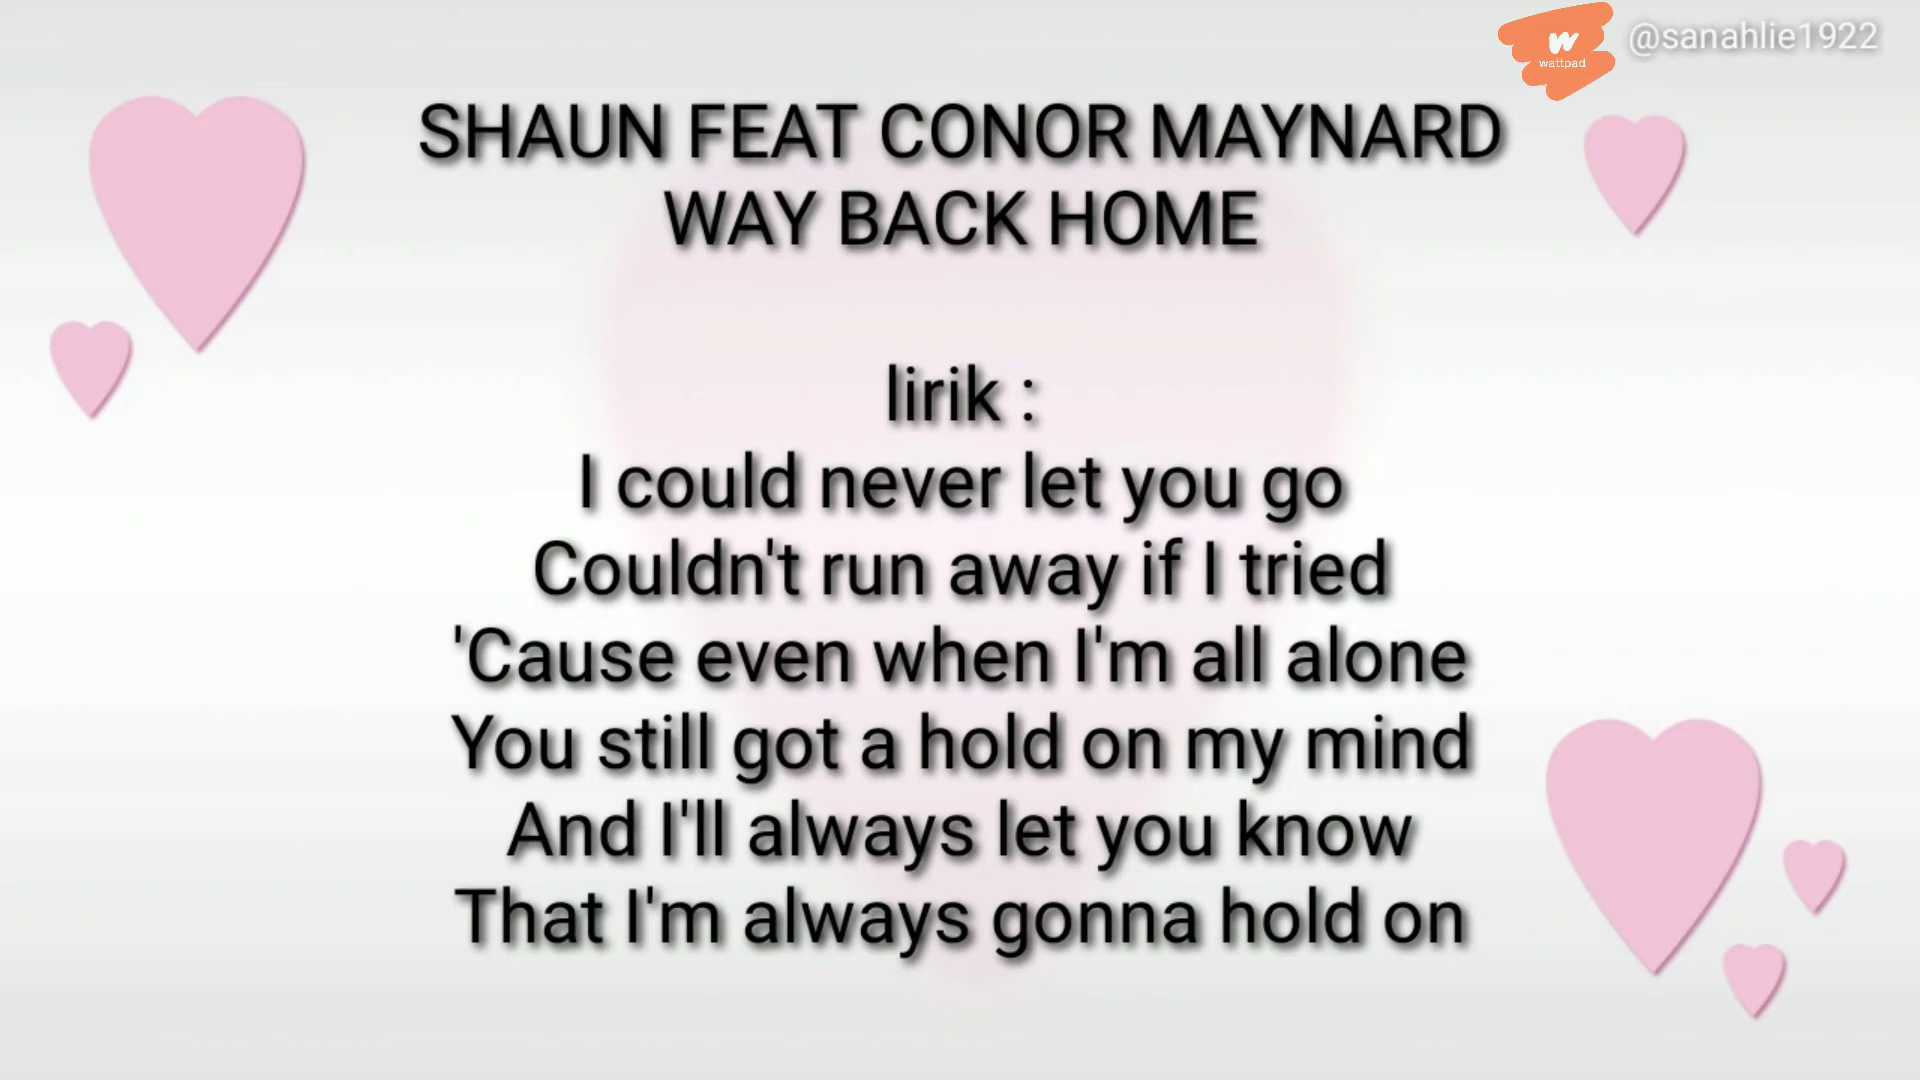 wattpad
@sanahlie1922
SHAUN FEAT CONOR MAYNARD
WAY BACK HOME
lirik :
I could never let you go
Couldn't run away if I tried
'Cause even when I'm all alone
You still got a hold on my mind
And I'll always let you know
That I'm always gonna hold on